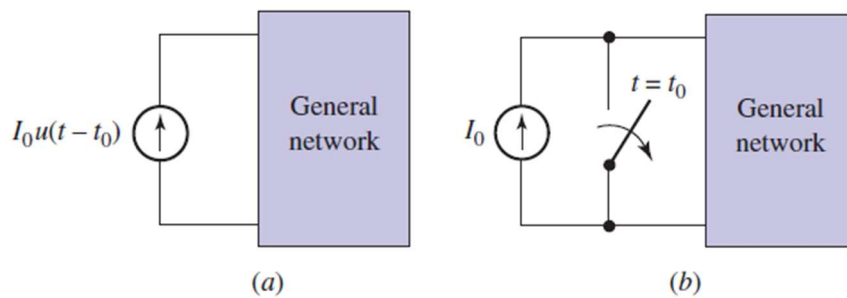 I₀u(t – t₀)
General
network
(a)
I₀
t = t₀
General
network
(b)